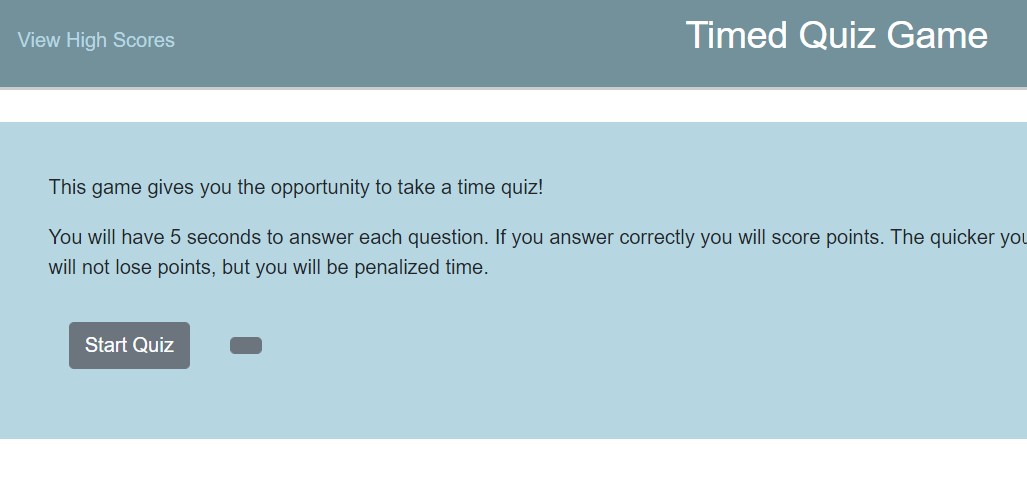 View High Scores
Timed Quiz Game
This game gives you the opportunity to take a time quiz!
You will have 5 seconds to answer each question. If you answer correctly you will score points. The quicker you
will not lose points, but you will be penalized time.
Start Quiz